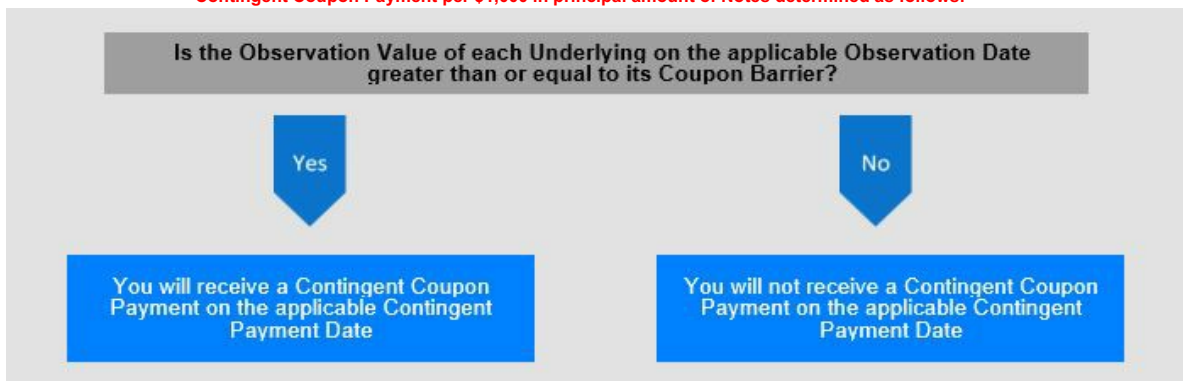 Contingent Coupon Payment per $1,000 in principal amount of Notes determined as follows:
Is the Observation Value of each Underlying on the applicable Observation Date
greater than or equal to its Coupon Barrier?
Yes
No
You will receive a Contingent Coupon
Payment on the applicable Contingent
Payment Date
You will not receive a Contingent Coupon
Payment on the applicable Contingent
Payment Date